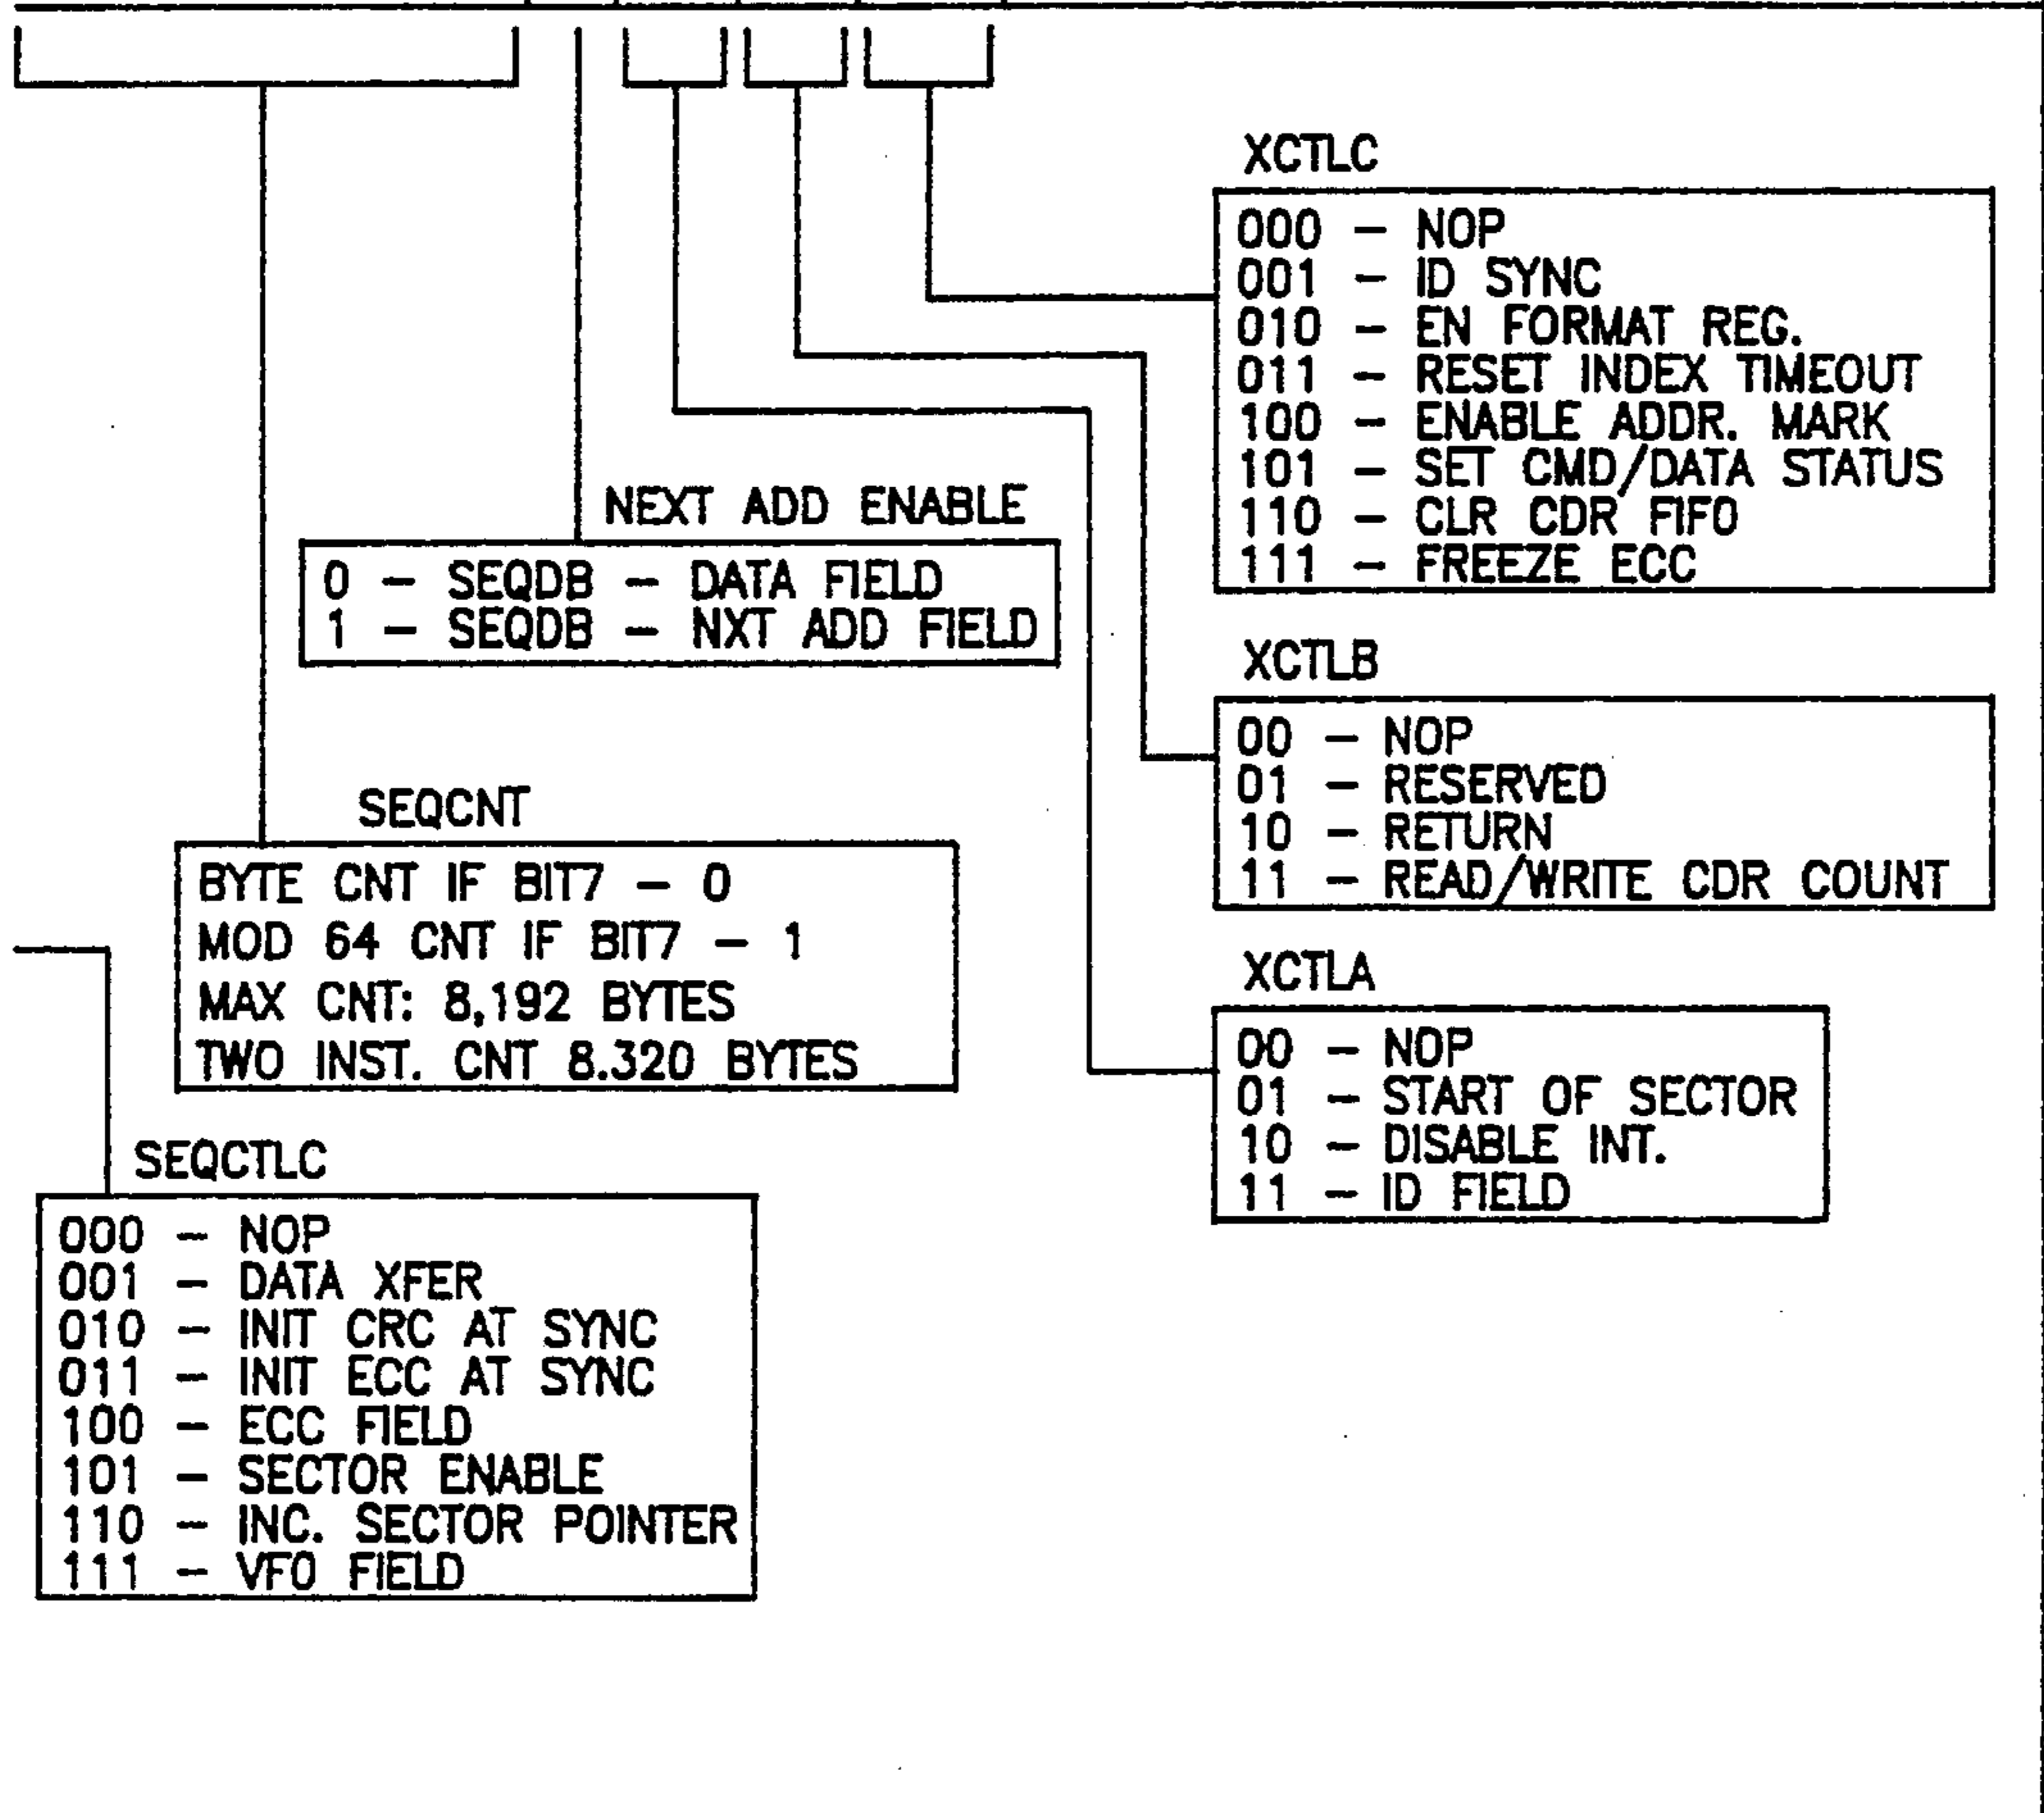 XCTLC
000 - NOP
001 - ID SYNC
010 - EN FORMAT REG.
011 - RESET INDEX TIMEOUT
100 - ENABLE ADDR. MARK
101 - SET CMD/DATA STATUS
110 - CLR CDR FIFO
111 - FREEZE ECC
NEXT ADD ENABLE
0 - SEQDB - DATA FIELD
1 - SEQDB - NXT ADD FIELD
XCTLB
00 - NOP
01 - RESERVED
10 - RETURN
11 - READ/WRITE CDR COUNT
SEQCNT
BYTE CNT IF BIT7 - 0
MOD 64 CNT IF BIT7 - 1
MAX CNT: 8,192 BYTES
TWO INST. CNT 8.320 BYTES
XCTLA
00 - NOP
01 - START OF SECTOR
10 - DISABLE INT.
11 - ID FIELD
SEQCTLC
000 - NOP
001 - DATA XFER
010 - INIT CRC AT SYNC
011 - INIT ECC AT SYNC
100 - ECC FIELD
101 - SECTOR ENABLE
110 - INC. SECTOR POINTER
111 - VFO FIELD